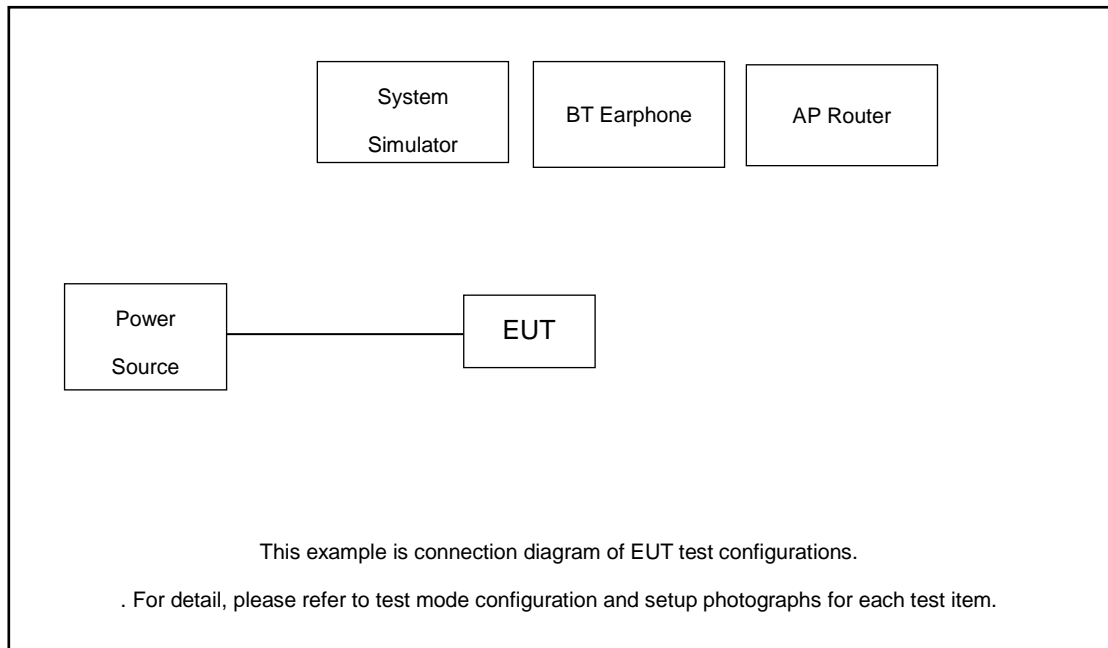 System
Simulator
BT Earphone
AP Router
Power
Source
EUT
This example is connection diagram of EUT test configurations.
. For detail, please refer to test mode configuration and setup photographs for each test item.